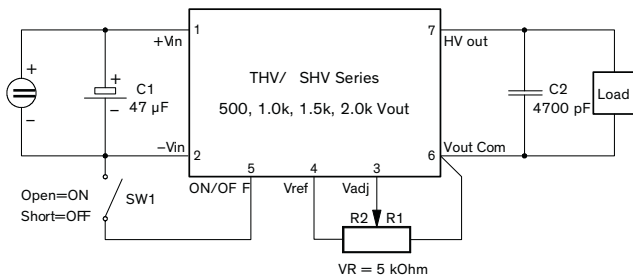 +Vin
1
7
HV out
+
−
+
−
C1
47 µF
THV/ SHV Series
500, 1.0k, 1.5k, 2.0k Vout
C2
4700 pF
Load
−Vin
2
5
4
3
6
Vout Com
ON/OF F
Vref
Vadj
Open=ON
Short=OFF
SW1
R2
R1
VR = 5 kOhm